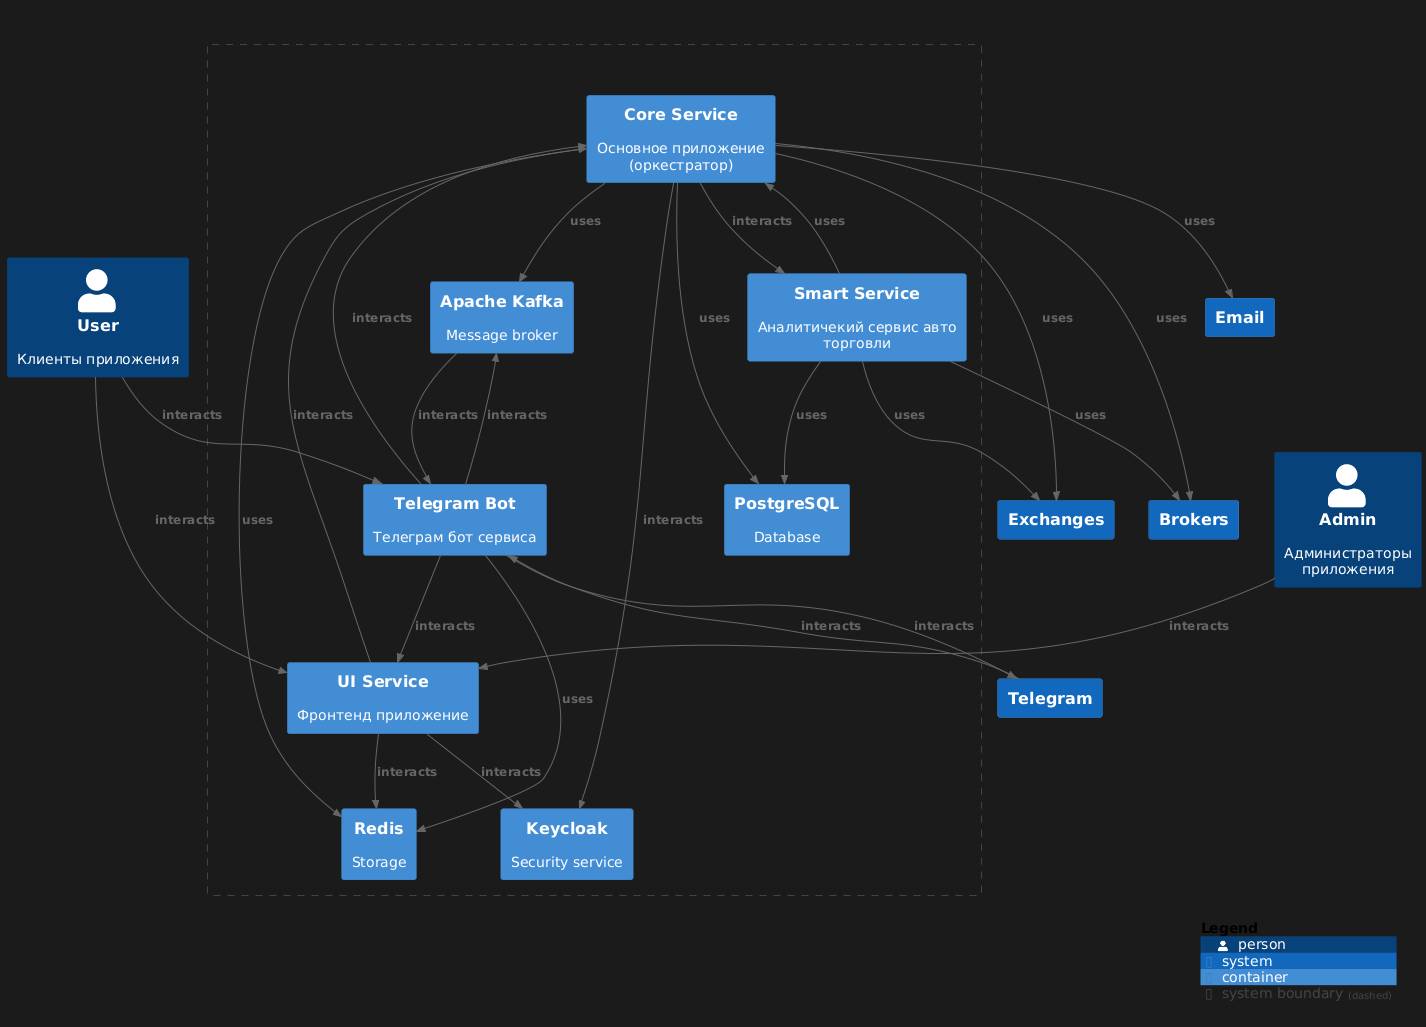 Core Service
Основное приложение
(оркестратор)
uses
interacts
uses
uses
User
Клиенты приложения
Apache Kafka
Message broker
Smart Service
Аналитичекий сервис авто
торговли
Email
interacts
uses
uses
uses
interacts
interacts
interacts
interacts
uses
uses
uses
Telegram Bot
Телеграм бот сервиса
PostgreSQL
Database
Exchanges
Brokers
Admin
Администраторы
приложения
interacts
uses
interacts
interacts
interacts
interacts
interacts
UI Service
Фронтенд приложение
uses
Telegram
interacts
interacts
Redis
Storage
Keycloak
Security service
Legend
person
system
container
system boundary (dashed)